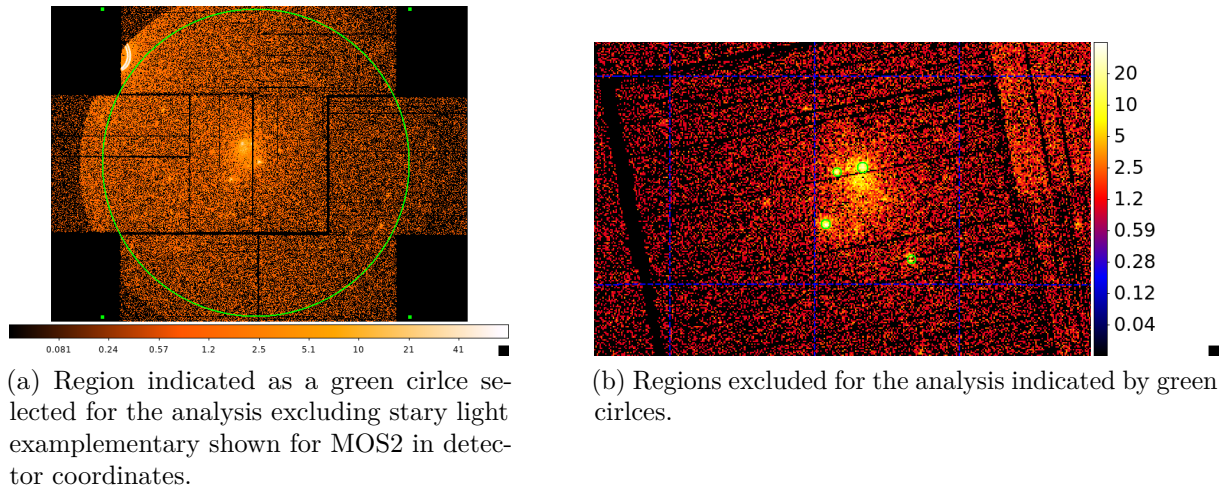 0.081 0.24 0.57 1.2 2.5 5.1 10 21 41
20
10
5
2.5
1.2
0.59
0.28
0.12
0.04
(a) Region indicated as a green cirlce se-
lected for the analysis excluding stary light
examplementary shown for MOS2 in detec-
tor coordinates.
(b) Regions excluded for the analysis indicated by green
cirlces.